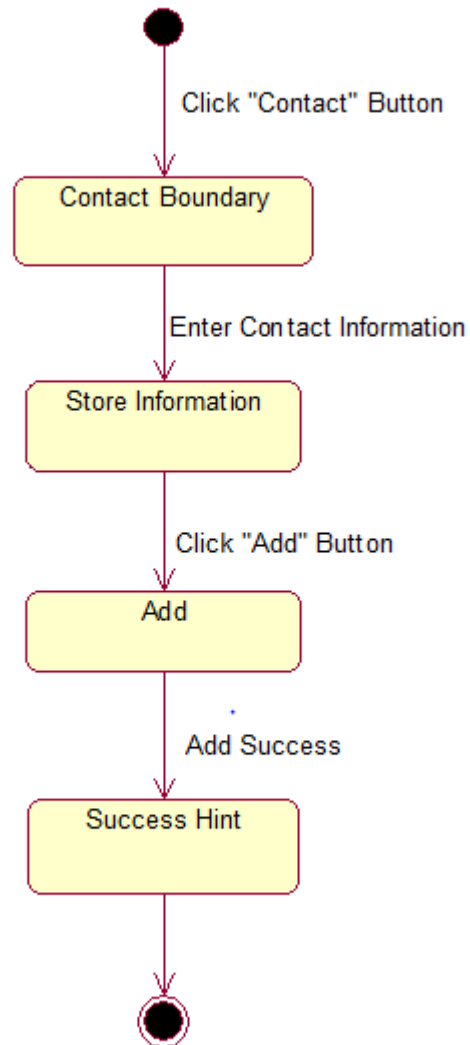 Click "Contact" Button
Contact Boundary
Enter Contact Information
Store Information
Click "Add" Button
Add
Add Success
Success Hint